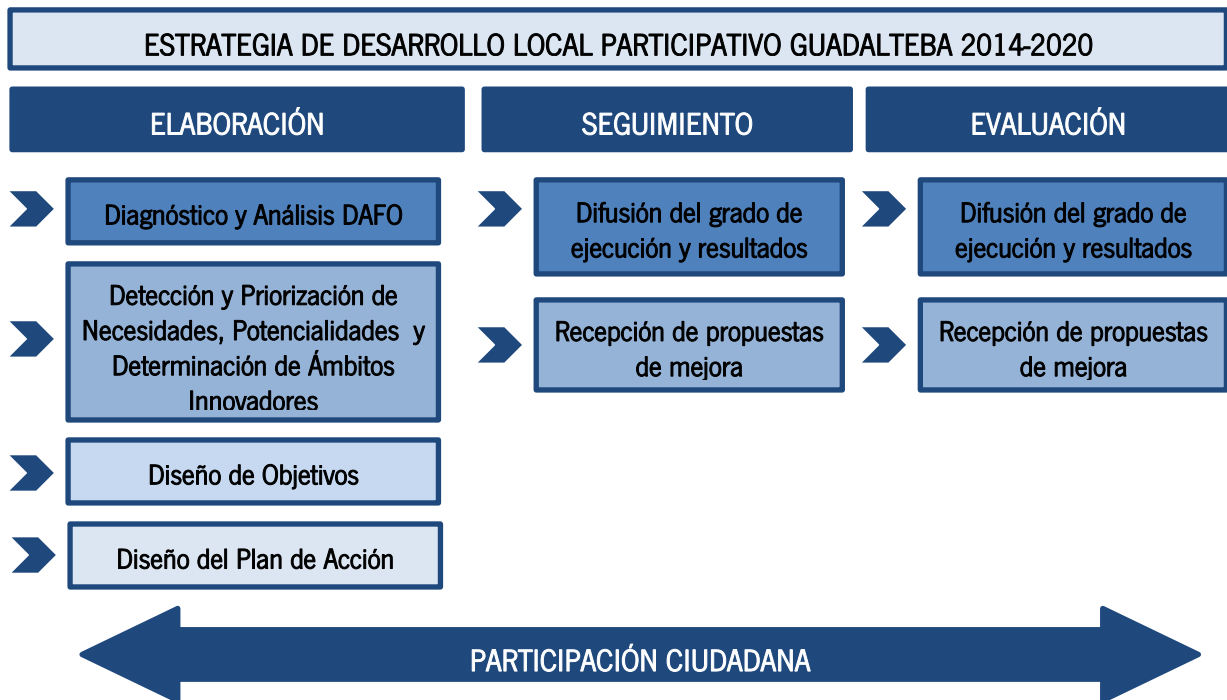 ESTRATEGIA DE DESARROLLO LOCAL PARTICIPATIVO GUADALTEBA 2014-2020
ELABORACIÓN
Diagnóstico y Análisis DAFO
Detección y Priorización de
Necesidades, Potencialidades y
Determinación de Ámbitos
Innovadores
Diseño de Objetivos
Diseño del Plan de Acción
SEGUIMIENTO
Difusión del grado de
ejecución y resultados
Recepción de propuestas
de mejora
EVALUACIÓN
Difusión del grado de
ejecución y resultados
Recepción de propuestas
de mejora
PARTICIPACIÓN CIUDADANA